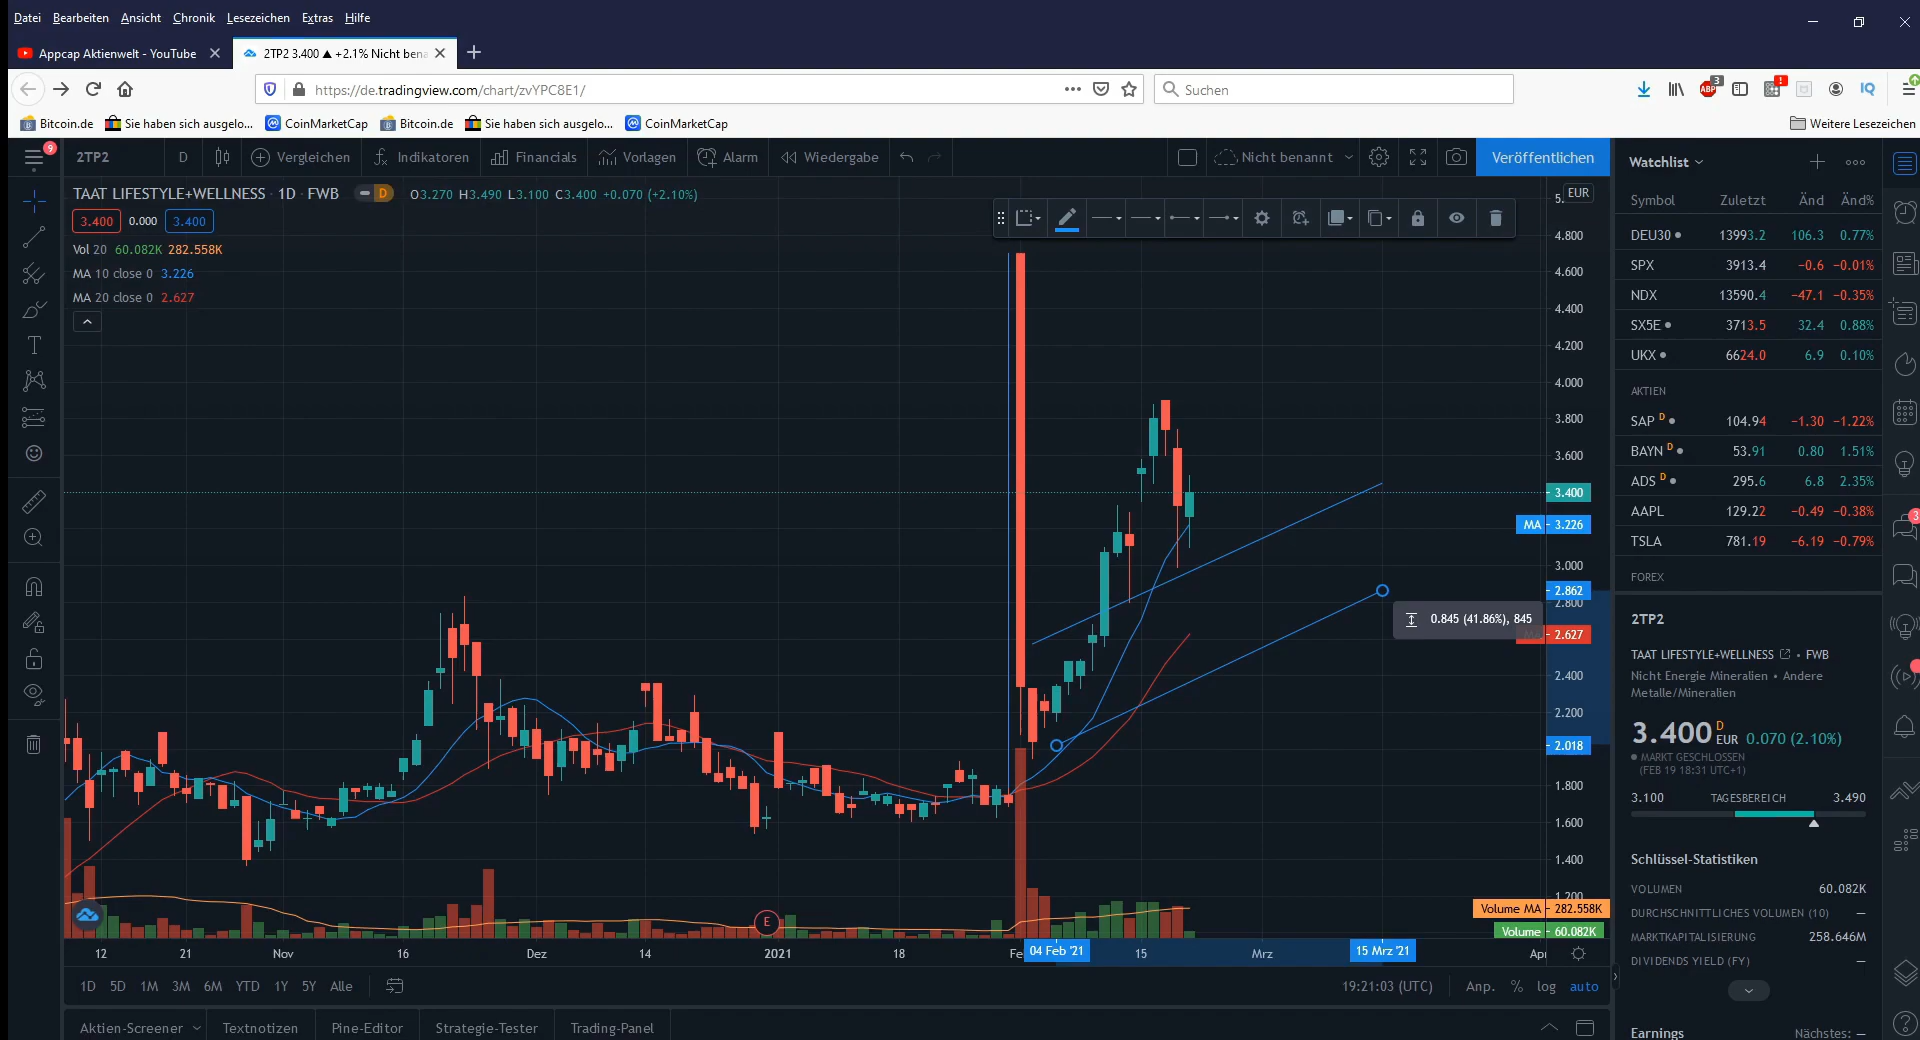 Datei Bearbeiten Ansicht Chronik Lesezeichen Extras Hilfe
Appcap Aktienwelt - YouTube
2TP2 3.400 ▲ +2.1% Nicht bena
https://de.tradingview.com/chart/zvYPC8E1/
Suchen
ABP 3
1
IQ
Bitcoin.de Sie haben sich ausgelo... CoinMarketCap Bitcoin.de Sie haben sich ausgelo... CoinMarketCap
Weitere Lesezeichen
9
2TP2 D Vergleichen Indikatoren Financials Vorlagen Alarm Wiedergabe Nicht benannt Veröffentlichen
TAAT LIFESTYLE+WELLNESS · 1D · FWB D O3.270 H3.490 L3.100 C3.400 +0.070 (+2.10%)
3.400 0.000 3.400
Vol 20 60.082K 282.558K
MA 10 close 0 3.226
MA 20 close 0 2.627
EUR
4.800
4.600
4.400
4.200
4.000
3.800
3.600
3.400
MA 3.226
3.000
2.862
2.800
0.845 (41.86%), 845
2.627
2.400
2.200
2.018
1.800
1.600
1.400
1.200
Volume MA 282.558K
Volume 60.082K
E
12 21 Nov 16 Dez 14 2021 18 Fe 04 Feb '21 15 Mrz 15 Mrz '21 Apr
1D 5D 1M 3M 6M YTD 1Y 5Y Alle
19:21:03 (UTC) Anp. % log auto
Aktien-Screener Textnotizen Pine-Editor Strategie-Tester Trading-Panel
Watchlist
Symbol Zuletzt Änd Änd%
DEU30 13993.2 106.3 0.77%
SPX 3913.4 −0.6 −0.01%
NDX 13590.4 −47.1 −0.35%
SX5E 3713.5 32.4 0.88%
UKX 6624.0 6.9 0.10%
AKTIEN
SAP D 104.94 −1.30 −1.22%
BAYN D 53.91 0.80 1.51%
ADS D 295.6 6.8 2.35%
AAPL 129.22 −0.49 −0.38%
TSLA 781.19 −6.19 −0.79%
FOREX
3
2TP2
TAAT LIFESTYLE+WELLNESS • FWB
Nicht Energie Mineralien • Andere
Metalle/Mineralien
3.400 D EUR 0.070 (2.10%)
MARKT GESCHLOSSEN
(FEB 19 18:31 UTC+1)
3.100 TAGESBEREICH 3.490
Schlüssel-Statistiken
VOLUMEN 60.082K
DURCHSCHNITTLICHES VOLUMEN (10) —
MARKTKAPITALISIERUNG 258.646M
DIVIDENDS YIELD (FY) —
Earnings Nächstes: —